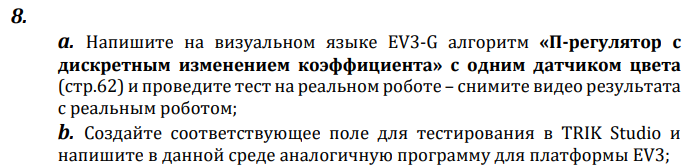 8.
a. Напишите на визуальном языке EV3-G алгоритм «П-регулятор с
дискретным изменением коэффициента» с одним датчиком цвета
(стр.62) и проведите тест на реальном роботе – снимите видео результата
с реальным роботом;
b. Создайте соответствующее поле для тестирования в TRIK Studio и
напишите в данной среде аналогичную программу для платформы EV3;